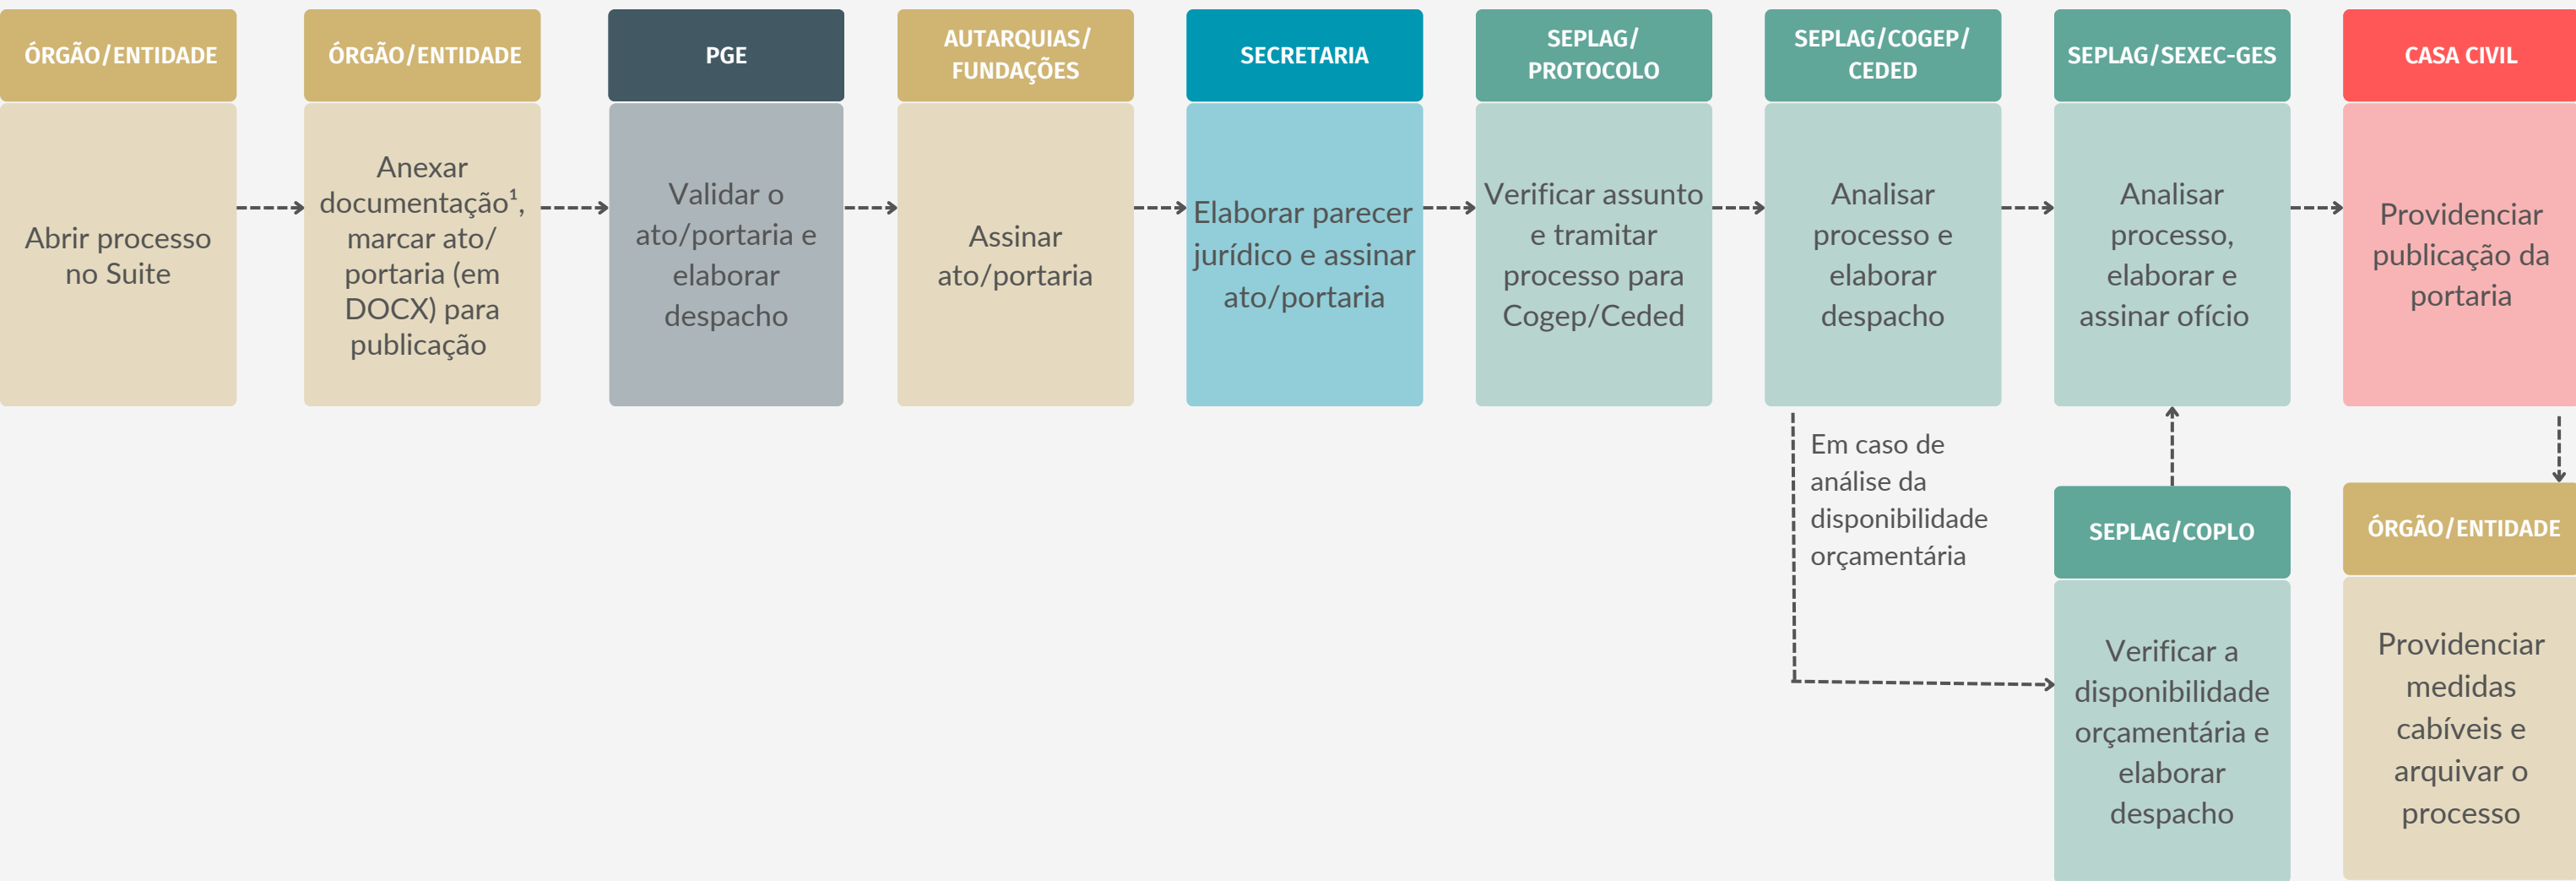 ÓRGÃO/ENTIDADE
Abrir processo
no Suite
ÓRGÃO/ENTIDADE
Anexar
documentação¹,
marcar ato/
portaria (em
DOCX) para
publicação
PGE
Validar o
ato/portaria e
elaborar
despacho
AUTARQUIAS/
FUNDAÇÕES
Assinar
ato/portaria
SECRETARIA
Elaborar parecer
jurídico e assinar
ato/portaria
SEPLAG/
PROTOCOLO
Verificar assunto
e tramitar
processo para
Cogep/Ceded
SEPLAG/COGEP/
CEDED
Analisar
processo e
elaborar
despacho
Em caso de
análise da
disponibilidade
orçamentária
SEPLAG/SEXEC-GES
Analisar
processo,
elaborar e
assinar ofício
SEPLAG/COPLO
Verificar a
disponibilidade
orçamentária e
elaborar
despacho
CASA CIVIL
Providenciar
publicação da
portaria
ÓRGÃO/ENTIDADE
Providenciar
medidas
cabíveis e
arquivar o
processo